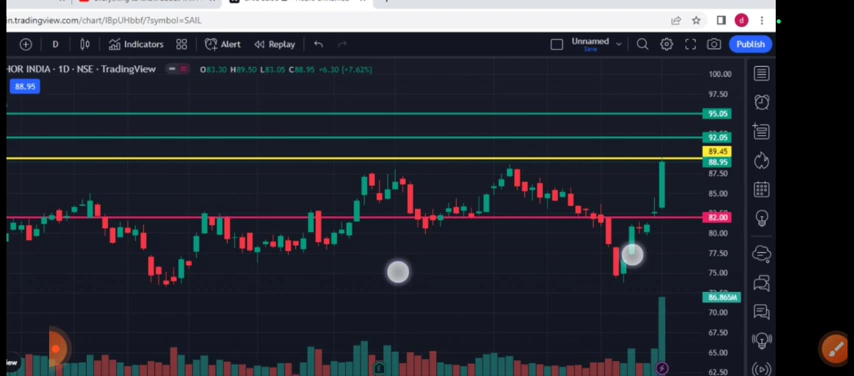 in.tradingview.com/chart/I8pUHbbf/?symbol=SAIL
d
D Indicators Alert Replay Unnamed Save Publish
HOR INDIA · 1D · NSE · TradingView O83.30 H89.50 L83.05 C88.95 +6.30 (+7.62%)
88.95
100.00
97.50
95.05
92.05
89.45
88.95
87.50
85.00
82.00
80.00
77.50
75.00
86.865M
70.00
67.50
65.00
62.50
E